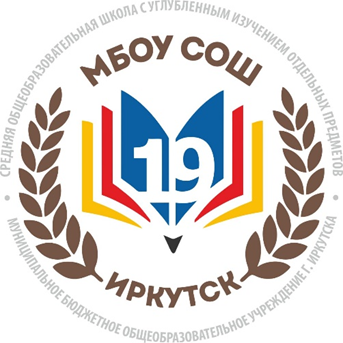 СРЕДНЯЯ ОБЩЕОБРАЗОВАТЕЛЬНАЯ ШКОЛА С УГЛУБЛЕННЫМ ИЗУЧЕНИЕМ ОТДЕЛЬНЫХ ПРЕДМЕТОВ
МБОУ СОШ
19
ИРКУТСК
• МУНИЦИПАЛЬНОЕ БЮДЖЕТНОЕ ОБЩЕОБРАЗОВАТЕЛЬНОЕ УЧРЕЖДЕНИЕ Г. ИРКУТСКА •